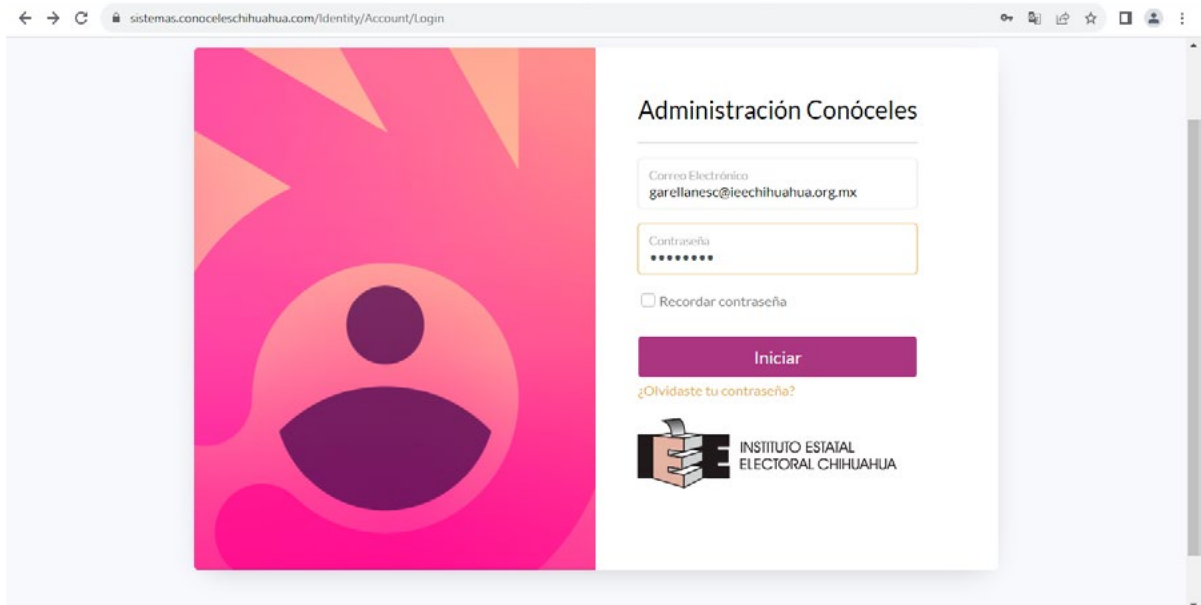 sistemas.conoceleschihuahua.com/Identity/Account/Login
Administración Conóceles
Correo Electrónico
garellanesc@ieechihuahua.org.mx
Contraseña
••••••••
Recordar contraseña
Iniciar
¿Olvidaste tu contraseña?
IEE
INSTITUTO ESTATAL
ELECTORAL CHIHUAHUA